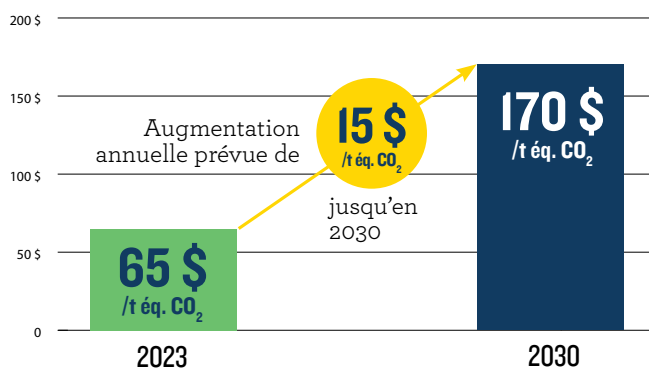 200 $
150 $
100 $
50 $
0
Augmentation
annuelle prévue de
15 $
/t éq. CO₂
jusqu’en
2030
65 $
/t éq. CO₂
170 $
/t éq. CO₂
2023
2030